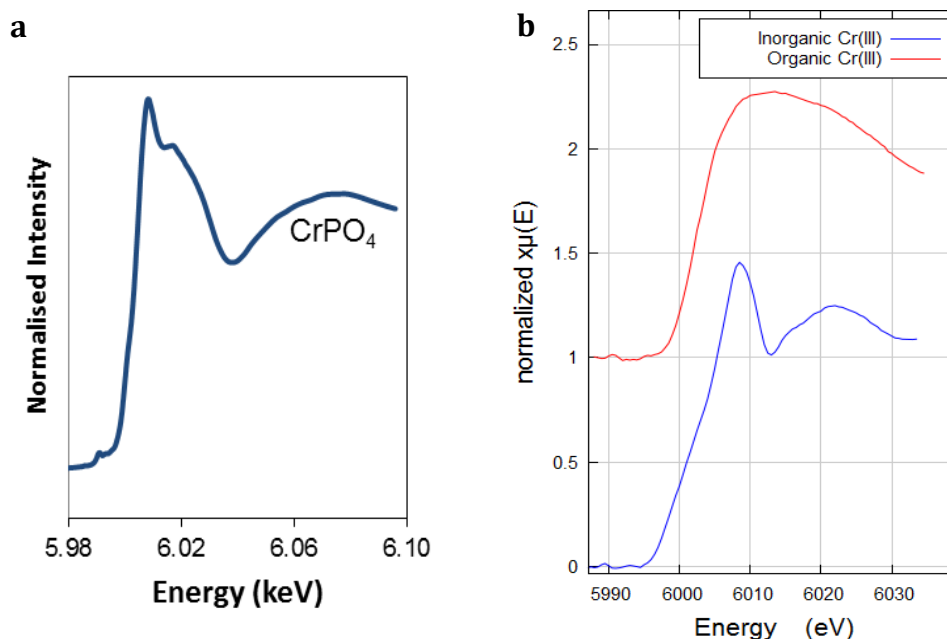 a
Normalised Intensity
CrPO₄
5.98 6.02 6.06 6.10
Energy (keV)
b
Inorganic Cr(III)
Organic Cr(III)
normalized xμ(E)
2.5
2
1.5
1
0.5
0
5990 6000 6010 6020 6030
Energy (eV)